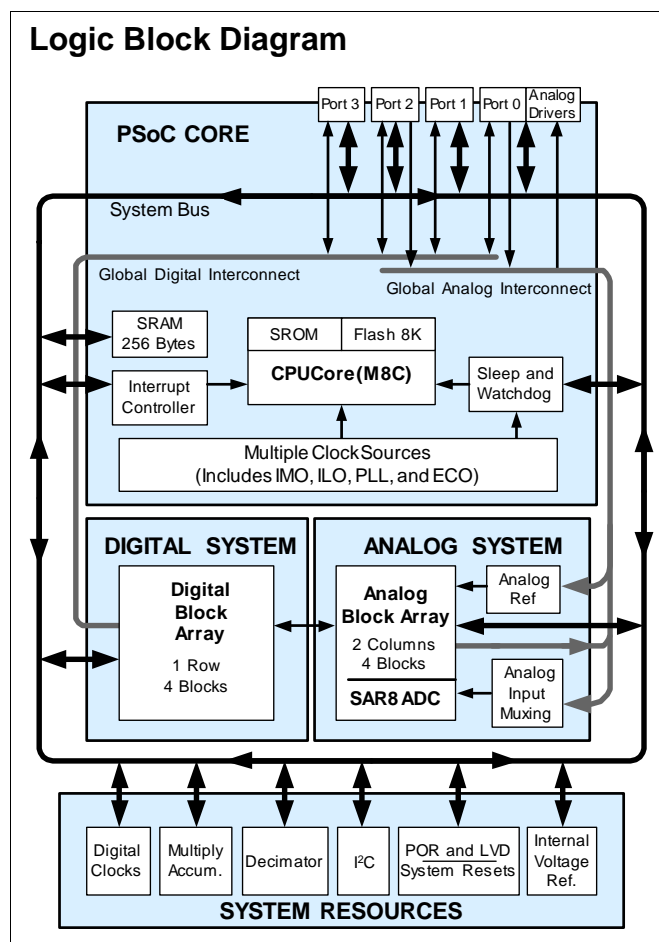 Logic Block Diagram
Port 3
Port 2
Port 1
Port 0
Analog
Drivers
PSoC CORE
System Bus
Global Digital Interconnect
Global Analog Interconnect
SRAM
256 Bytes
SROM
Flash 8K
CPUCore(M8C)
Interrupt
Controller
Sleep and
Watchdog
Multiple ClockSources
(Includes IMO, ILO, PLL, and ECO)
DIGITAL SYSTEM
Digital
Block
Array
1 Row
4 Blocks
ANALOG SYSTEM
Analog
Block Array
2 Columns
4 Blocks
SAR8 ADC
Analog
Ref
Analog
Input
Muxing
Digital
Clocks
Multiply
Accum.
Decimator
I²C
POR and LVD
System Resets
Internal
Voltage
Ref.
SYSTEM RESOURCES